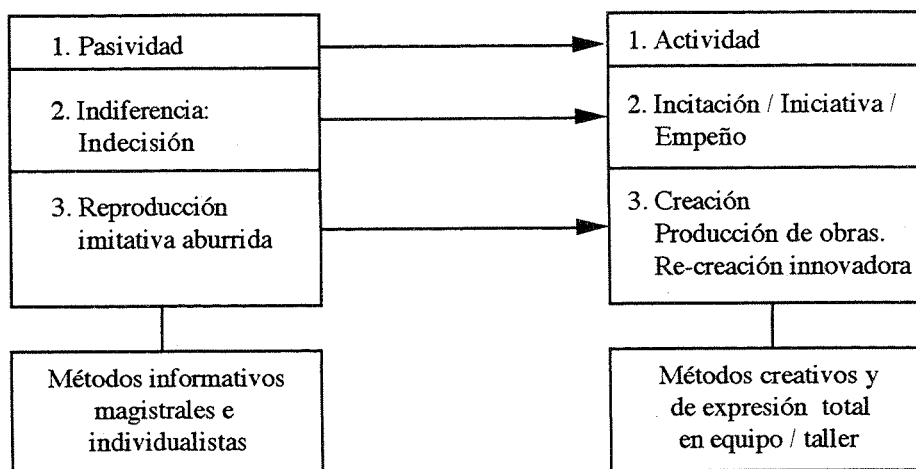 1. Pasividad
2. Indiferencia:
Indecisión
3. Reproducción
imitativa aburrida
Métodos informativos
magistrales e
individualistas
1. Actividad
2. Incitación / Iniciativa /
Empeño
3. Creación
Producción de obras.
Re-creación innovadora
Métodos creativos y
de expresión total
en equipo / taller